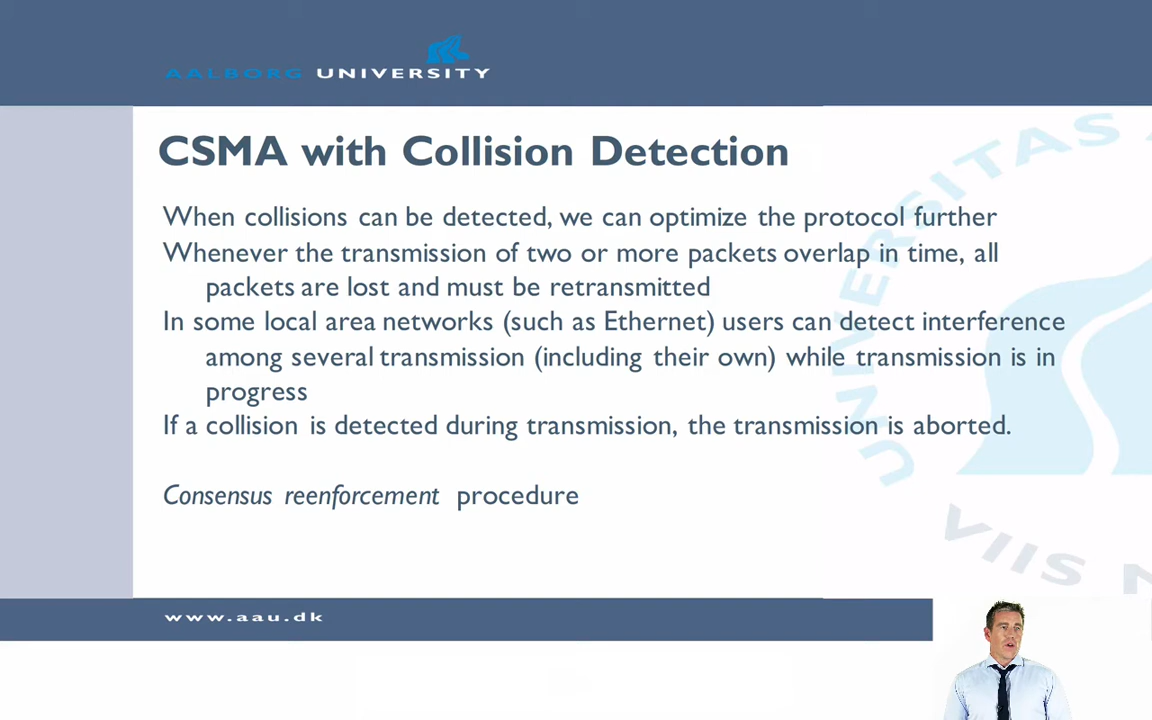 AALBORG UNIVERSITY
CSMA with Collision Detection
When collisions can be detected, we can optimize the protocol further
Whenever the transmission of two or more packets overlap in time, all
packets are lost and must be retransmitted
In some local area networks (such as Ethernet) users can detect interference
among several transmission (including their own) while transmission is in
progress
If a collision is detected during transmission, the transmission is aborted.
Consensus reenforcement procedure
UNIVERSITAS
VIIS N
www.aau.dk